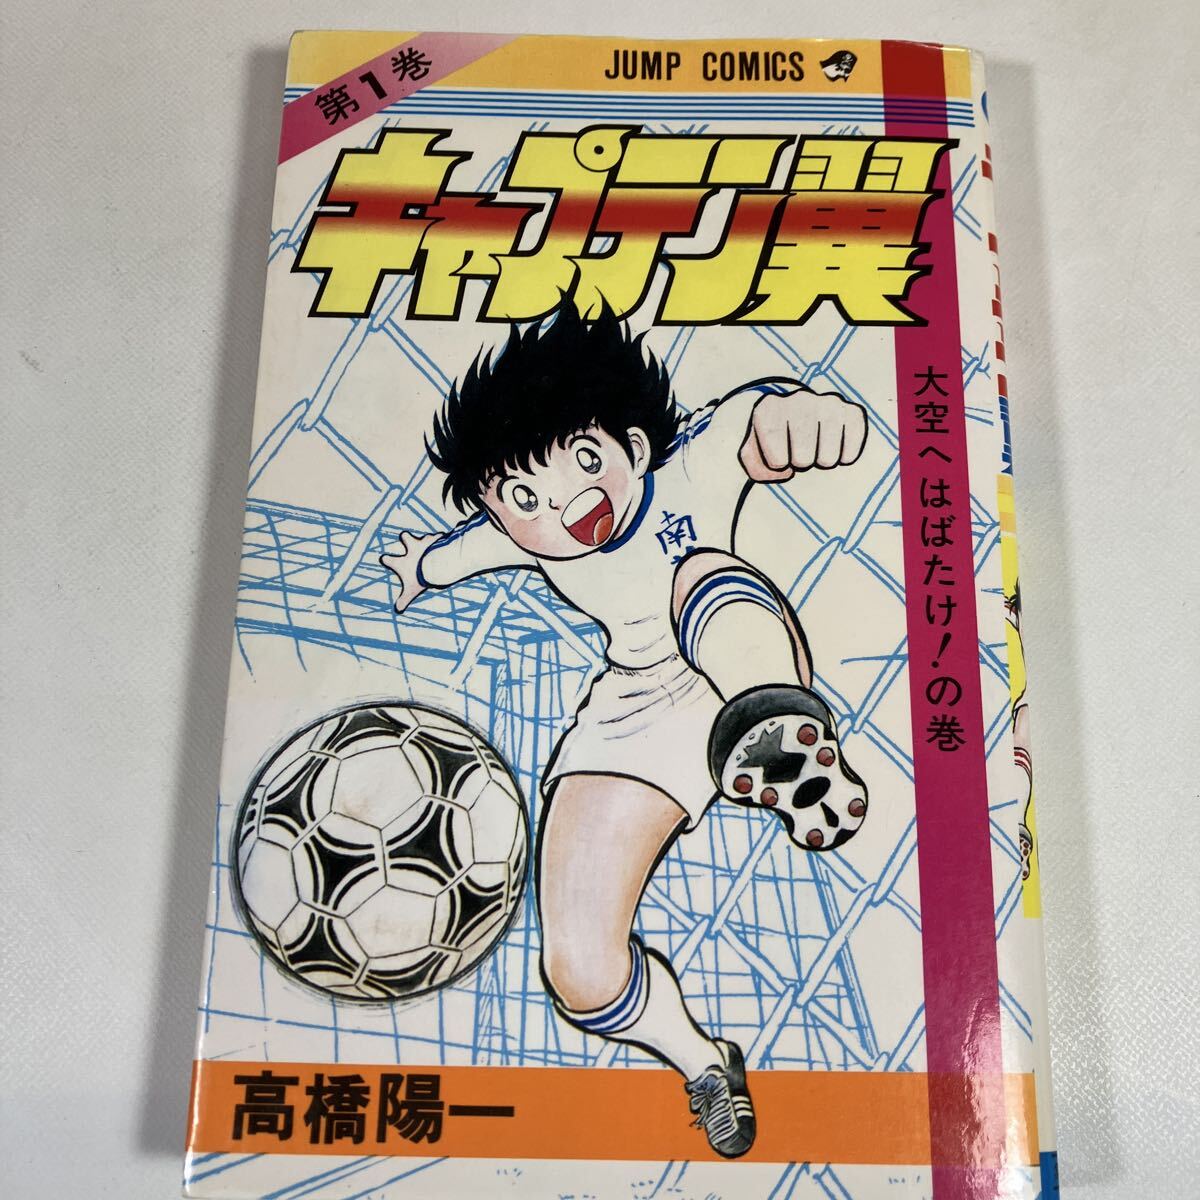 第1巻
JUMP COMICS
キャプテン翼
大空へはばたけ!の巻
南
高橋陽一